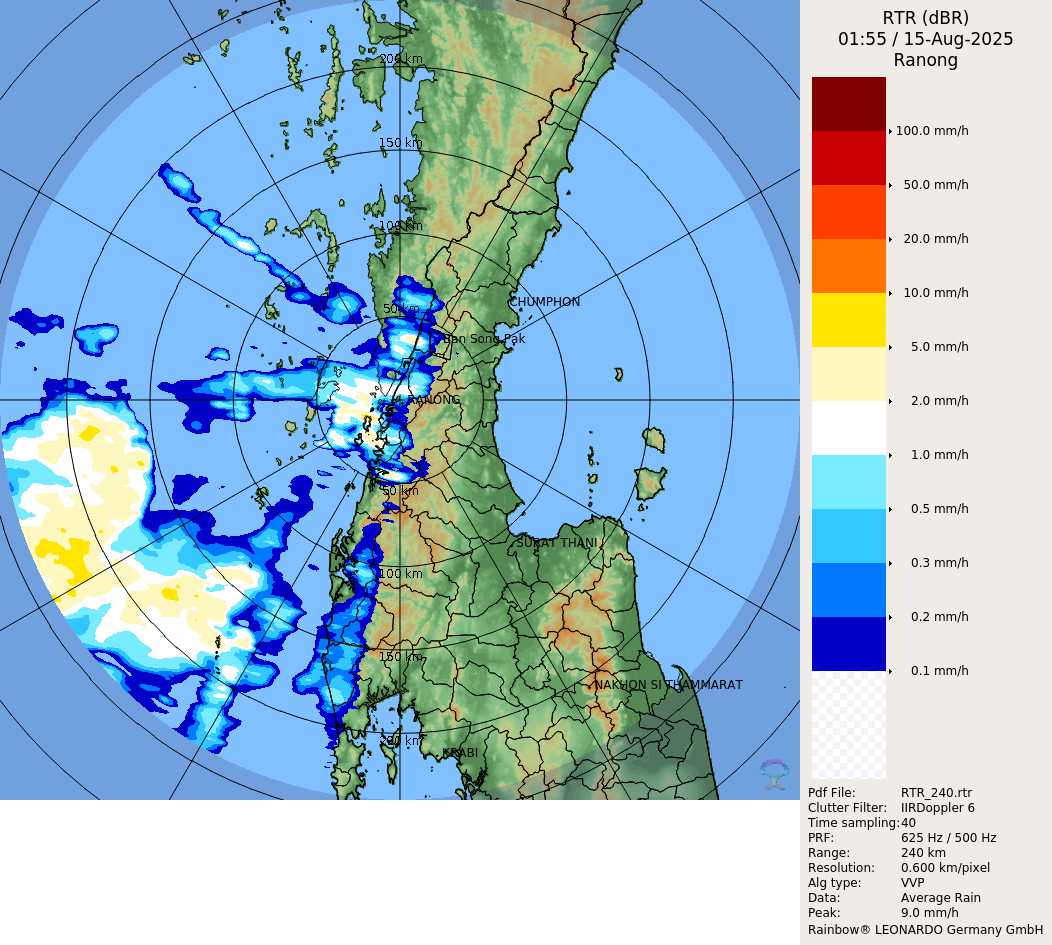 RTR (dBR)
01:55 / 15-Aug-2025
Ranong
100.0 mm/h
50.0 mm/h
20.0 mm/h
10.0 mm/h
5.0 mm/h
2.0 mm/h
1.0 mm/h
0.5 mm/h
0.3 mm/h
0.2 mm/h
0.1 mm/h
200 km
150 km
100 km
50 km
CHUMPHON
Ban Song Pak
RANONG
50 km
SURAT THANI
100 km
150 km
NAKHON SI THAMMARAT
200 km
KRABI
Pdf File: RTR_240.rtr
Clutter Filter: IIRDoppler 6
Time sampling:40
PRF: 625 Hz / 500 Hz
Range: 240 km
Resolution: 0.600 km/pixel
Alg type: VVP
Data: Average Rain
Peak: 9.0 mm/h
Rainbow® LEONARDO Germany GmbH